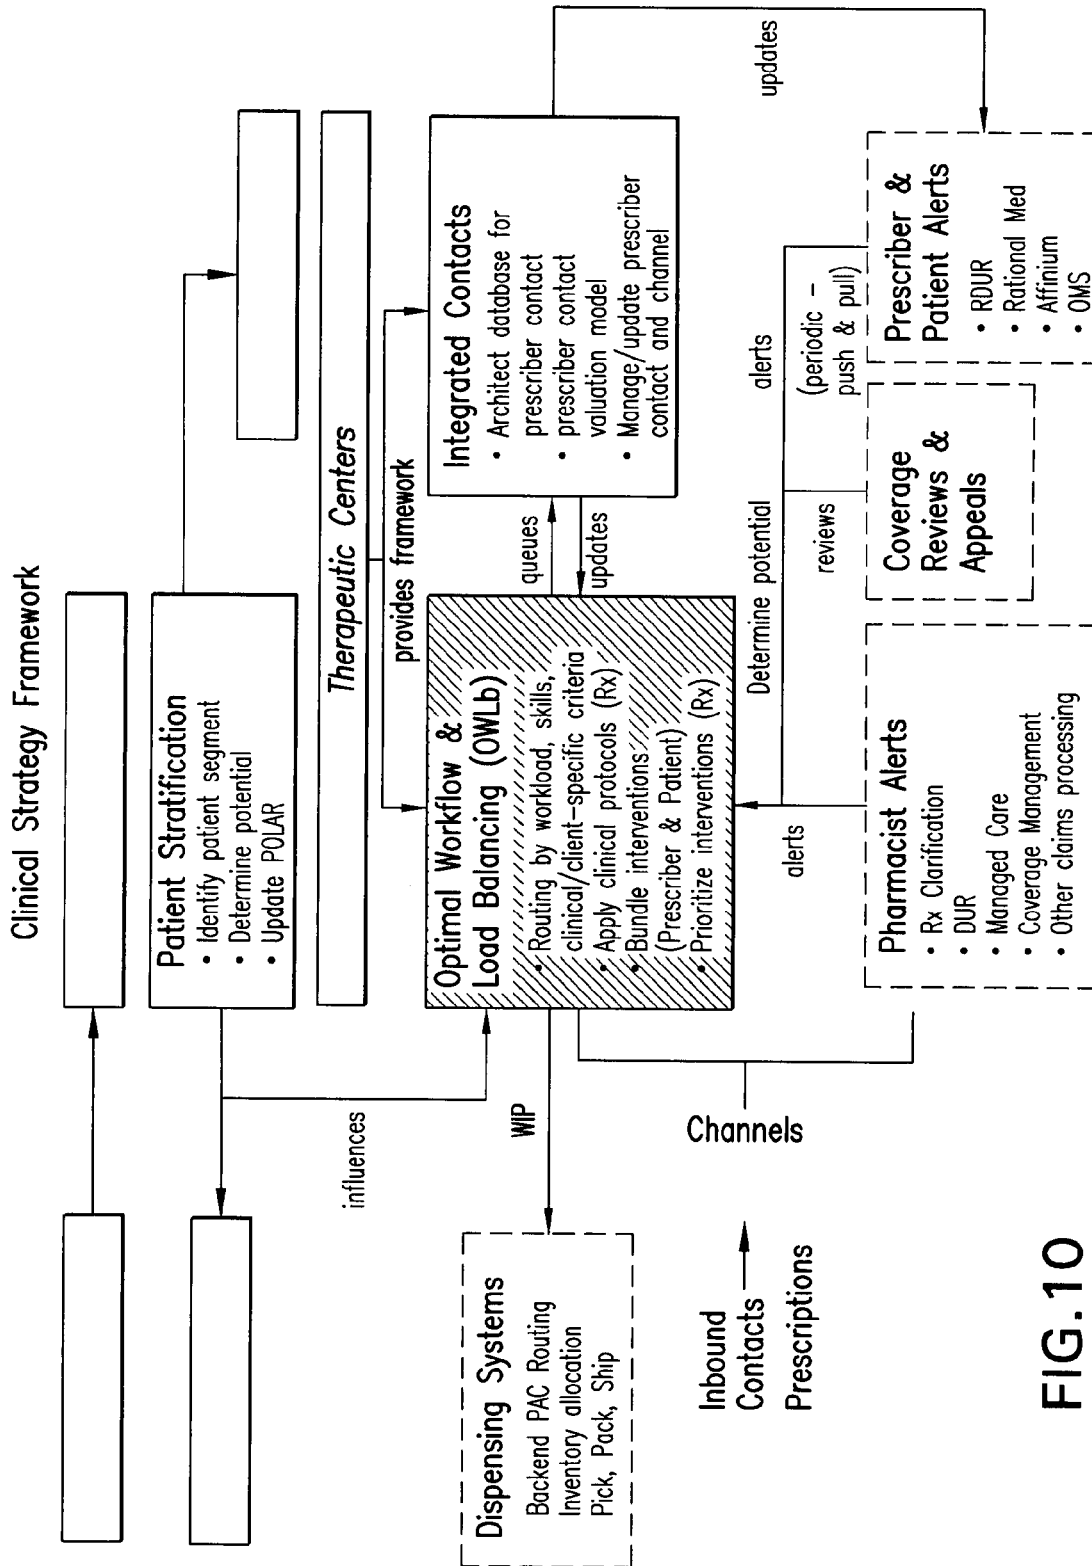 Clinical Strategy Framework
Patient Stratification
• Identify patient segment
• Determine potential
• Update POLAR
influences
Therapeutic Centers
provides framework
Optimal Workflow &
Load Balancing (OWLb)
• Routing by workload, skills,
clinical/client-specific criteria
• Apply clinical protocols (Rx)
• Bundle interventions
(Prescriber & Patient)
• Prioritize interventions (Rx)
queues
updates
Integrated Contacts
• Architect database for
prescriber contact
• prescriber contact
valuation model
• Manage/update prescriber
contact and channel
updates
WIP
Dispensing Systems
Backend PAC Routing
Inventory allocation
Pick, Pack, Ship
Inbound
Contacts
Prescriptions
Channels
alerts
Determine potential
reviews
alerts
(periodic -
push & pull)
Pharmacist Alerts
• Rx Clarification
• DUR
• Managed Care
• Coverage Management
• Other claims processing
Coverage
Reviews &
Appeals
Prescriber &
Patient Alerts
• RDUR
• Rational Med
• Affinium
• OMS
FIG.10